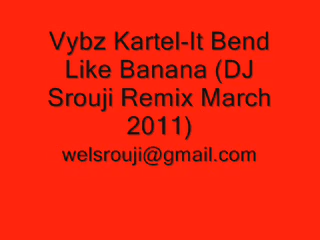 Vybz Kartel-It Bend
Like Banana (DJ
Srouji Remix March
2011)
welsrouji@gmail.com